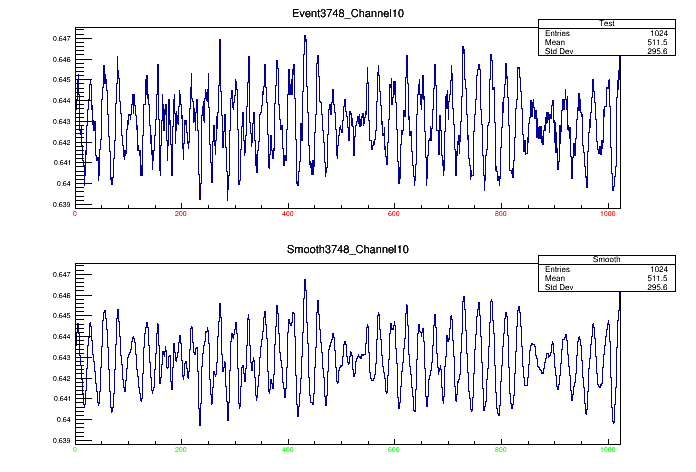 Event3748_Channel10
Test
Entries 1024
Mean 511.5
Std Dev 295.6
0.647
0.646
0.645
0.644
0.643
0.642
0.641
0.64
0.639
0 200 400 600 800 1000
Smooth3748_Channel10
Smooth
Entries 1024
Mean 511.5
Std Dev 295.6
0.647
0.646
0.645
0.644
0.643
0.642
0.641
0.64
0.639
0 200 400 600 800 1000